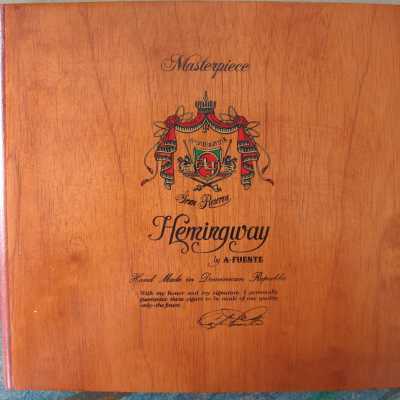 Masterpiece
Gran Reserva
Hemingway
by A·FUENTE
Hand Made in Dominican Republic
With my honor and my signature, I personally
guarantee these cigars to be made of one quality
only-the finest.